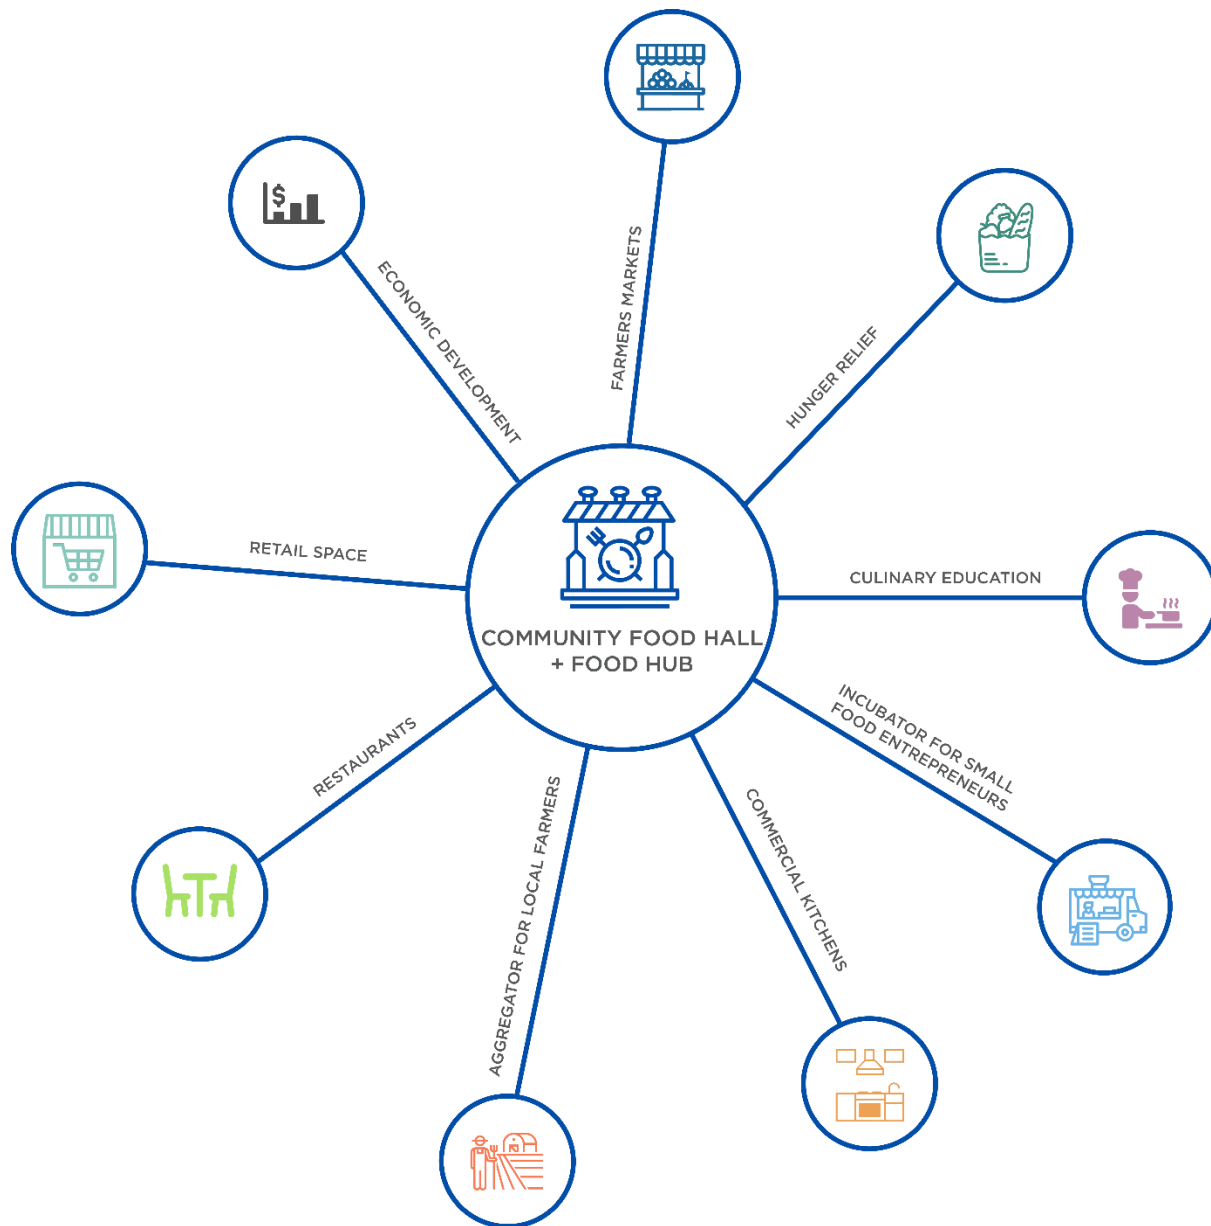 FARMERS MARKETS
HUNGER RELIEF
CULINARY EDUCATION
INCUBATOR FOR SMALL
FOOD ENTREPRENEURS
COMMERCIAL KITCHENS
AGGREGATOR FOR LOCAL FARMERS
RESTAURANTS
RETAIL SPACE
ECONOMIC DEVELOPMENT
$
COMMUNITY FOOD HALL
+ FOOD HUB